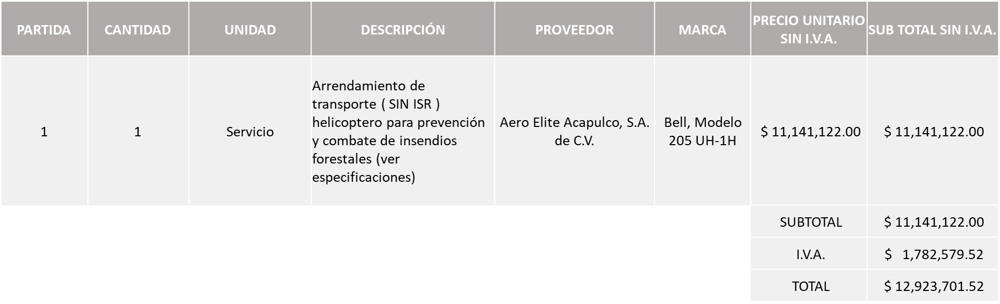 PARTIDA
CANTIDAD
UNIDAD
DESCRIPCIÓN
PROVEEDOR
MARCA
PRECIO UNITARIO
SIN I.V.A.
SUB TOTAL SIN I.V.A.
1
1
Servicio
Arrendamiento de
transporte ( SIN ISR )
helicoptero para prevención
y combate de insendios
forestales (ver
especificaciones)
Aero Elite Acapulco, S.A.
de C.V.
Bell, Modelo
205 UH-1H
$ 11,141,122.00
$ 11,141,122.00
SUBTOTAL
$ 11,141,122.00
I.V.A.
$ 1,782,579.52
TOTAL
$ 12,923,701.52